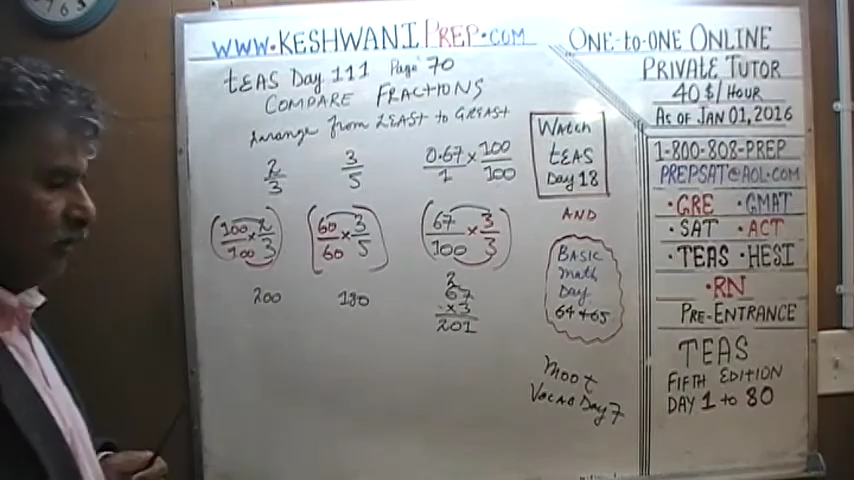 WWW.KESHWANIPREP.COM
tEAS Day 111 Page 70
COMPARE FRACTIONS
Arrange from LEAST to GREAST
2/3 3/5 0.67/1 × 100/100
(100/100 × 2/3) (60/60 × 3/5) (67/100 × 3/3)
200 180
2
67
×3
201
WATCH
tEAS
Day 18
AND
BASIC
math
Day
64+65
moot
VOCAB Day 7
ONE-to-ONE ONLINE
PRIVATE TUTOR
40$/HOUR
AS OF JAN 01, 2016
1-800-808-PREP
PREPSAT@AOL.COM
•GRE •GMAT
•SAT •ACT
•TEAS •HESI
•RN
PRE-ENTRANCE
TEAS
FIFTH EDITION
DAY 1 to 80